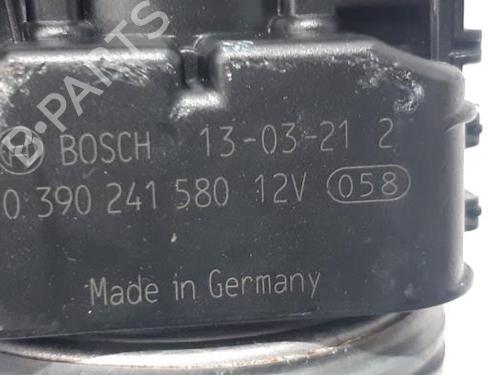 B-PARTS
BOSCH 13-03-21 2
0 390 241 580 12V 058
Made in Germany